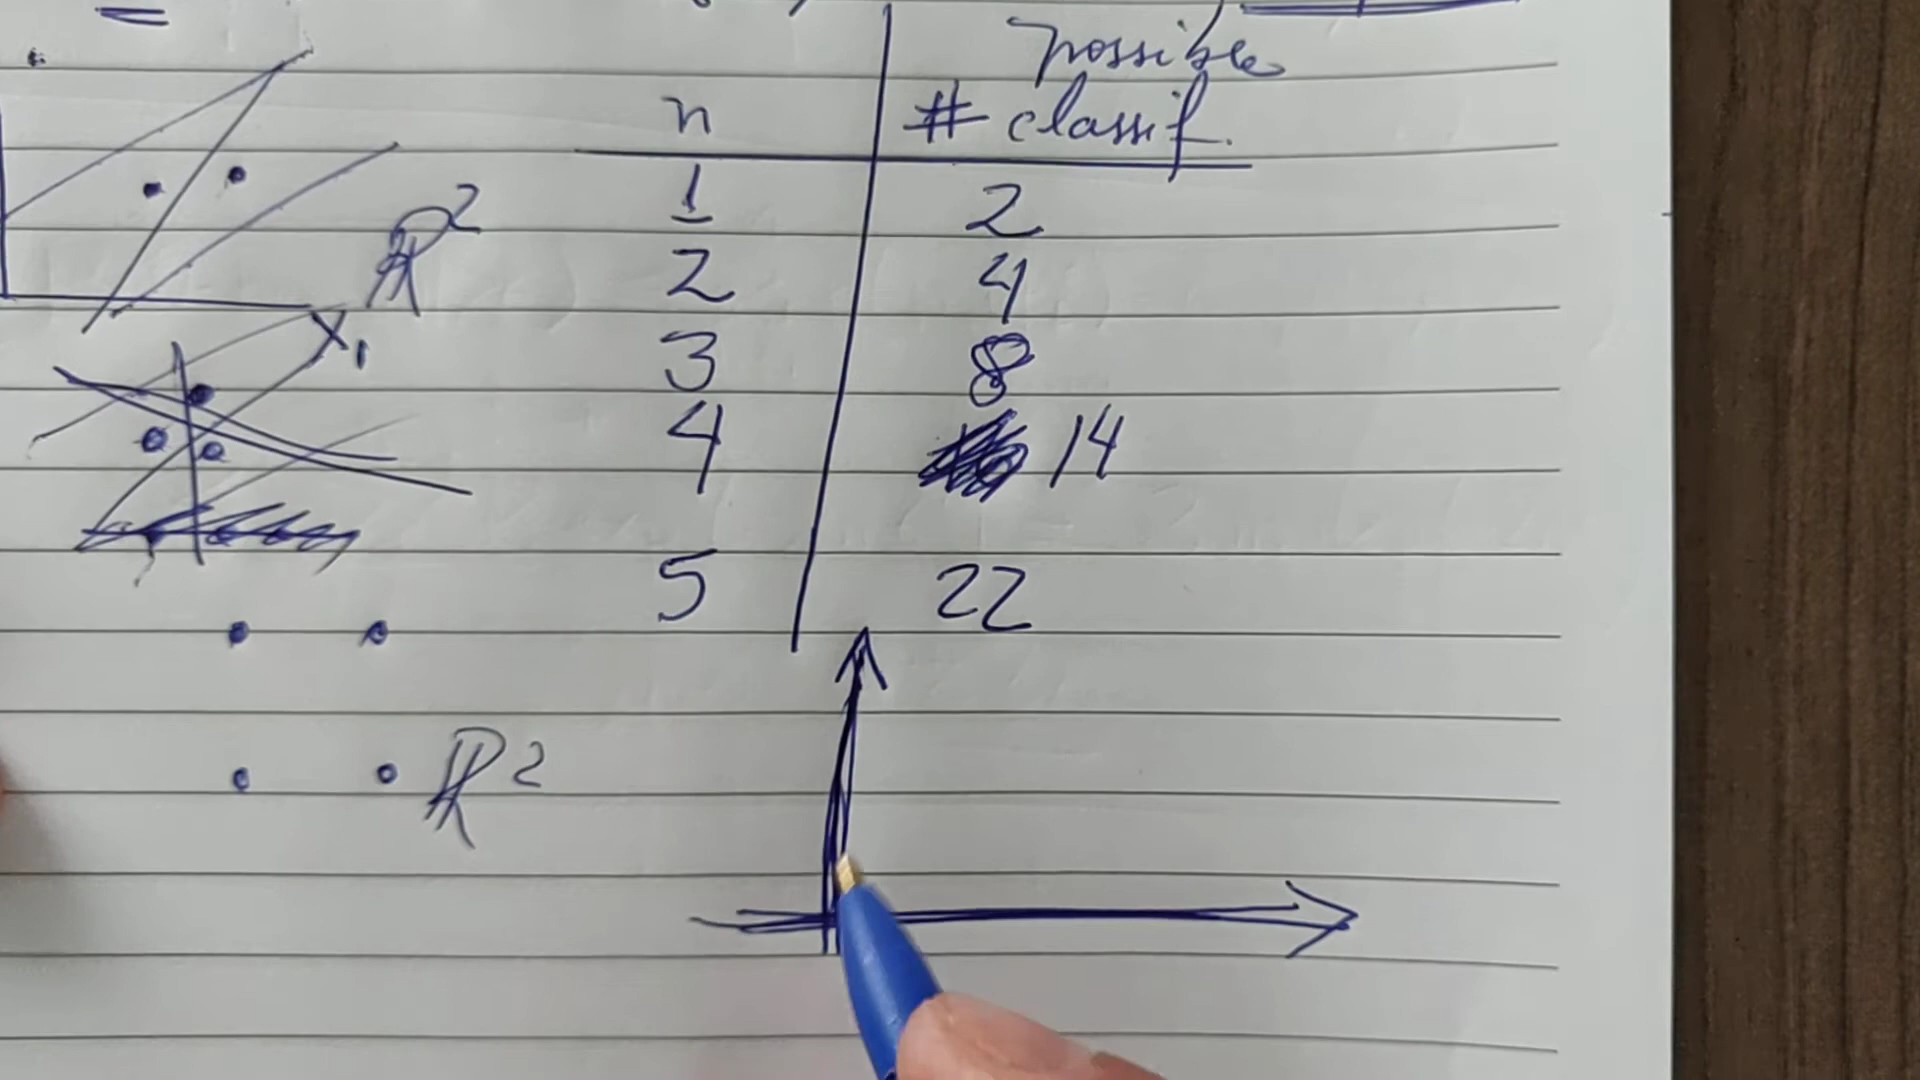 possible
n # classif.
1 2
2 4
3 8
4 14
5 22
ℝ²
x₁
ℝ²